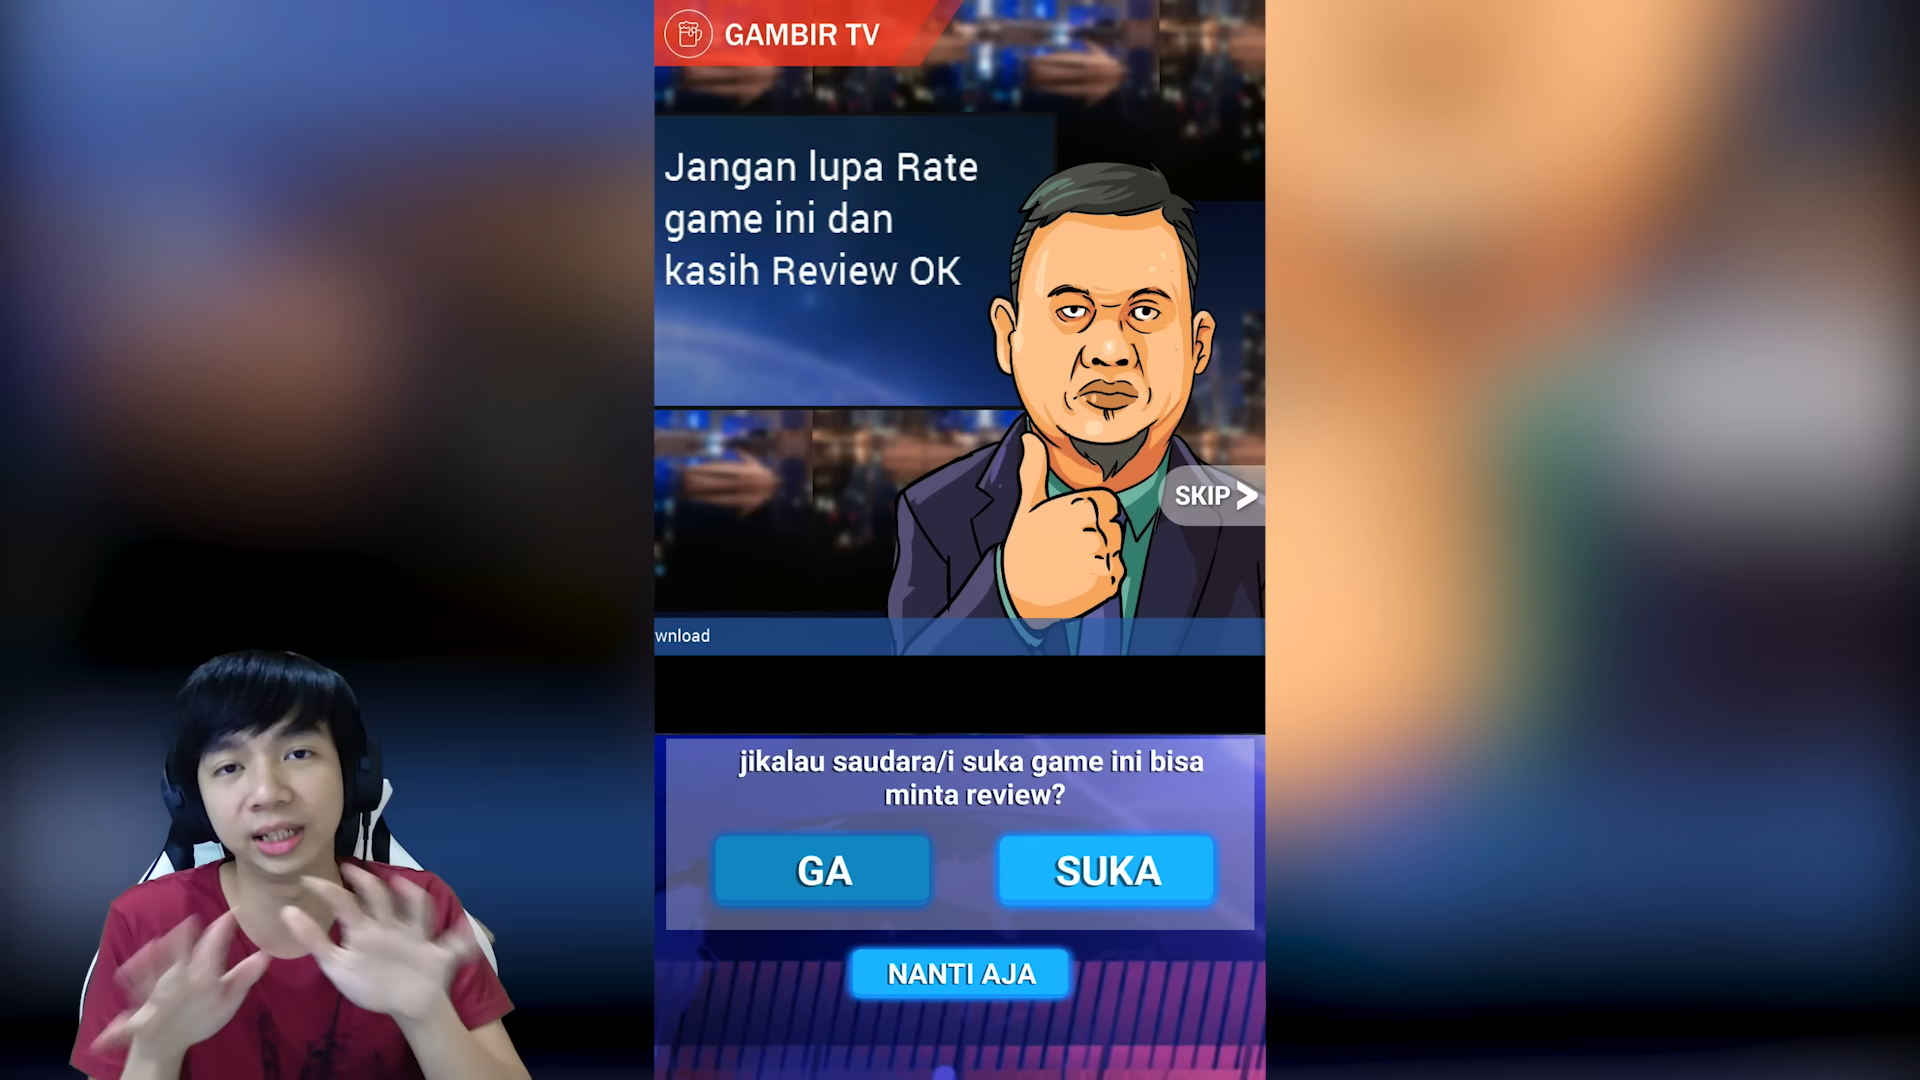 GAMBIR TV
Jangan lupa Rate
game ini dan
kasih Review OK
SKIP
wnload
jikalau saudara/i suka game ini bisa
minta review?
GA
SUKA
NANTI AJA